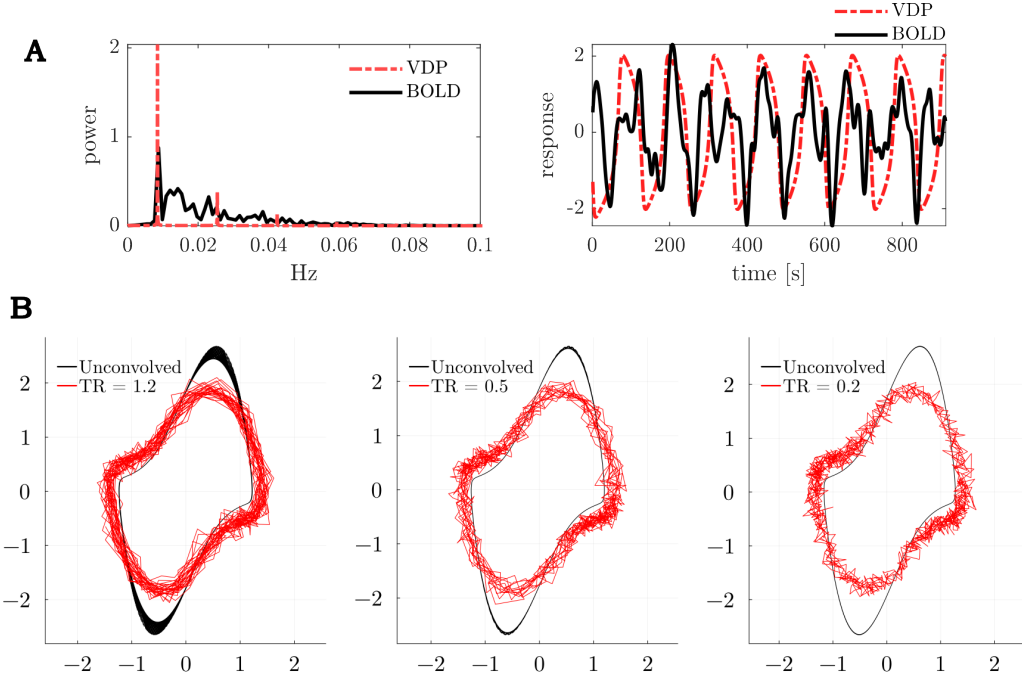 A
VDP
BOLD
2
1
0
power
0
0.02
0.04
0.06
0.08
0.1
Hz
VDP
BOLD
2
0
-2
response
0
200
400
600
800
time [s]
B
Unconvolved
TR = 1.2
2
1
0
−1
−2
−2
−1
0
1
2
Unconvolved
TR = 0.5
2
1
0
−1
−2
−2
−1
0
1
2
Unconvolved
TR = 0.2
2
1
0
−1
−2
−2
−1
0
1
2